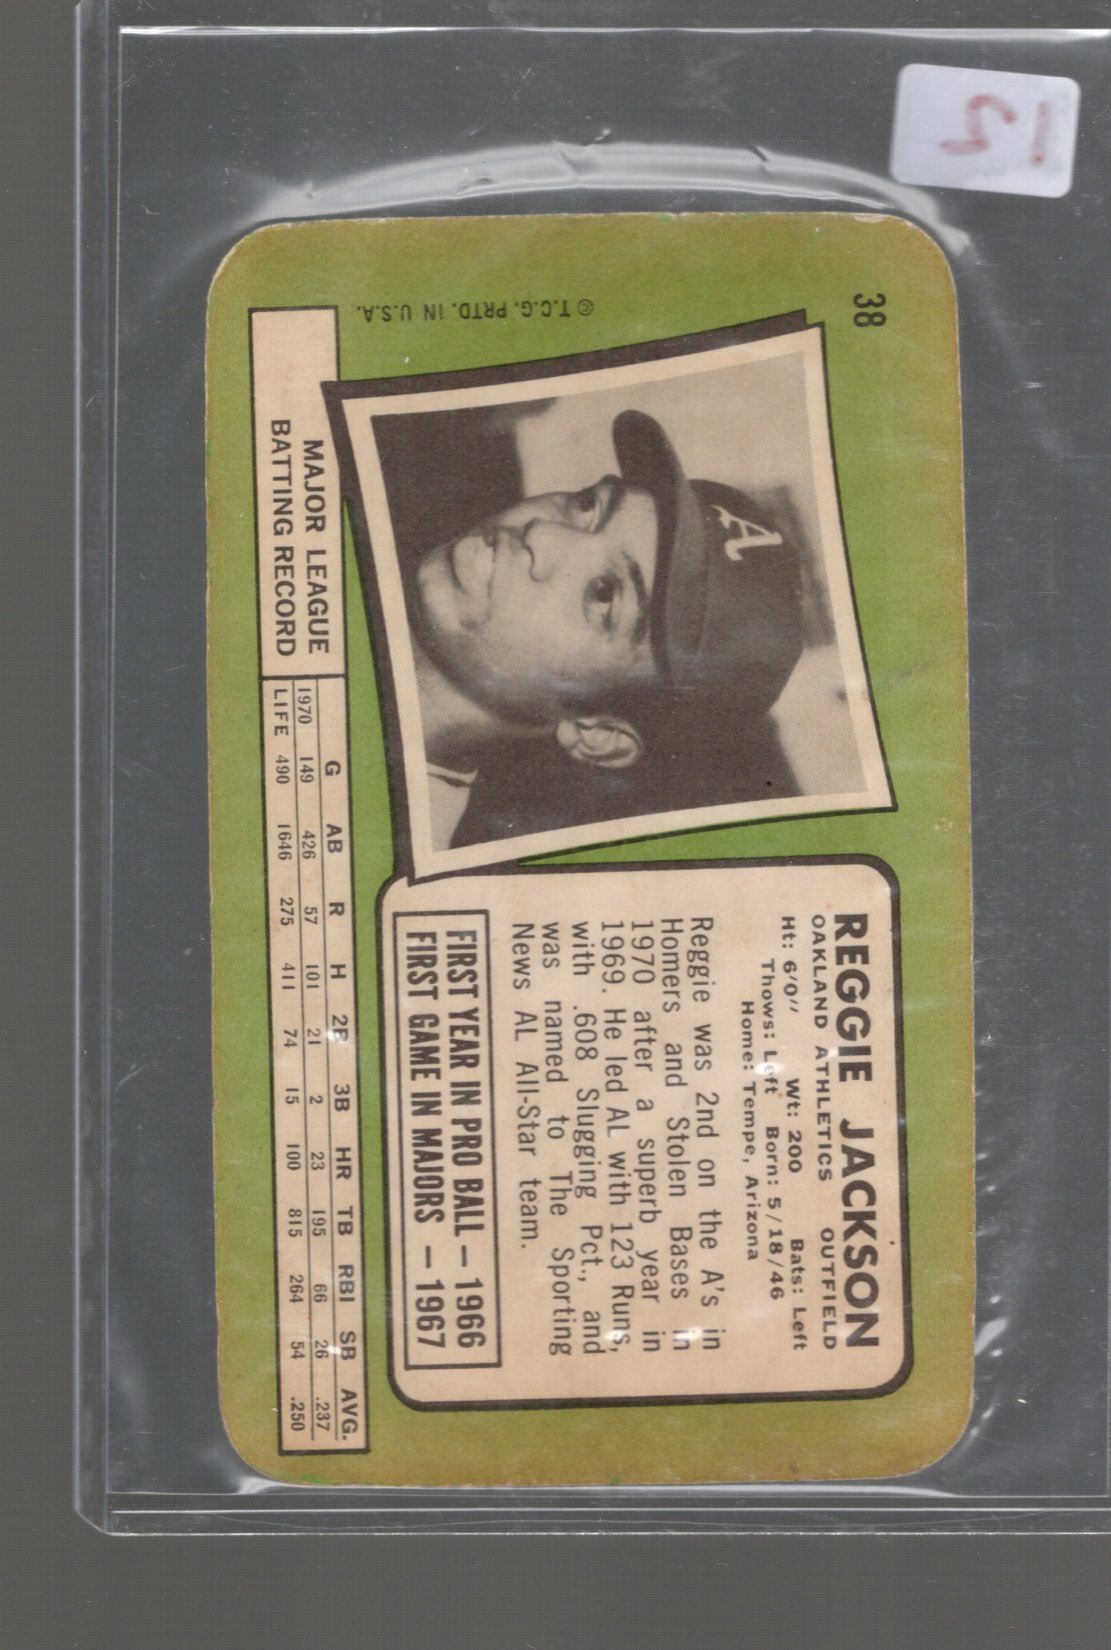 38
A
© T.C.G. PRTD. IN U.S.A.
REGGIE JACKSON
OAKLAND ATHLETICS OUTFIELD
Ht: 6'0'' Wt: 200 Bats: Left
Thows: Left Born: 5/18/46
Home: Tempe, Arizona
Reggie was 2nd on the A's in
Homers and Stolen Bases in
1970 after a superb year in
1969. He led AL with 123 Runs,
with .608 Slugging Pct., and
was named to The Sporting
News AL All-Star team.
FIRST YEAR IN PRO BALL — 1966
FIRST GAME IN MAJORS — 1967
MAJOR LEAGUE
BATTING RECORD
G AB R H 2B 3B HR TB RBI SB AVG.
1970 149 426 57 101 21 2 23 195 66 26 .237
LIFE 490 1646 275 411 74 15 100 815 264 54 .250